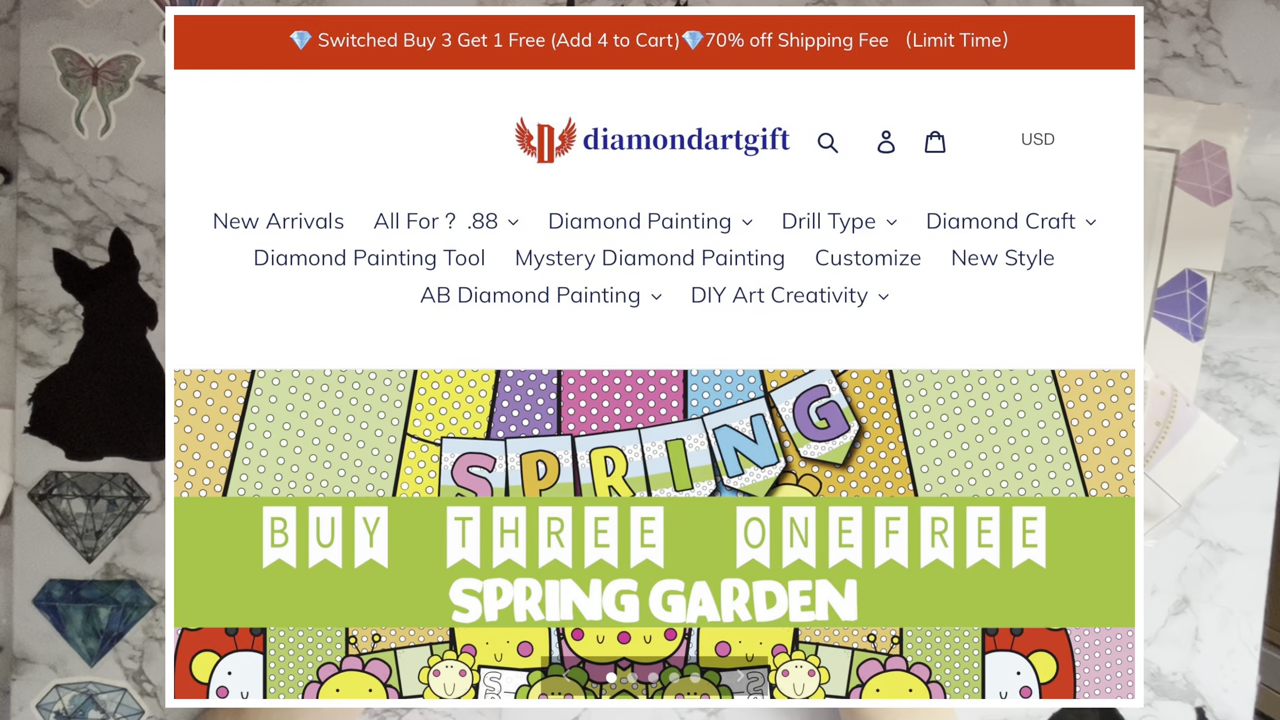 💎 Switched Buy 3 Get 1 Free (Add 4 to Cart)💎70% off Shipping Fee （Limit Time）
diamondartgift
USD
New Arrivals All For ? .88 Diamond Painting Drill Type Diamond Craft
Diamond Painting Tool Mystery Diamond Painting Customize New Style
AB Diamond Painting DIY Art Creativity
SPRING
BUY THREE ONEFREE
SPRING GARDEN